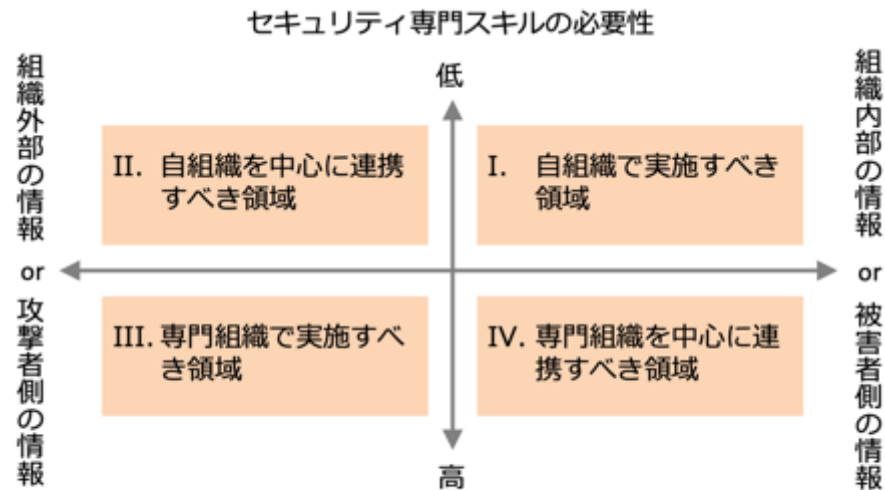 セキュリティ専門スキルの必要性
低
組織外部の情報
or
攻撃者側の情報
組織内部の情報
or
被害者側の情報
II. 自組織を中心に連携
すべき領域
I. 自組織で実施すべき
領域
III. 専門組織で実施すべ
き領域
IV. 専門組織を中心に連
携すべき領域
高